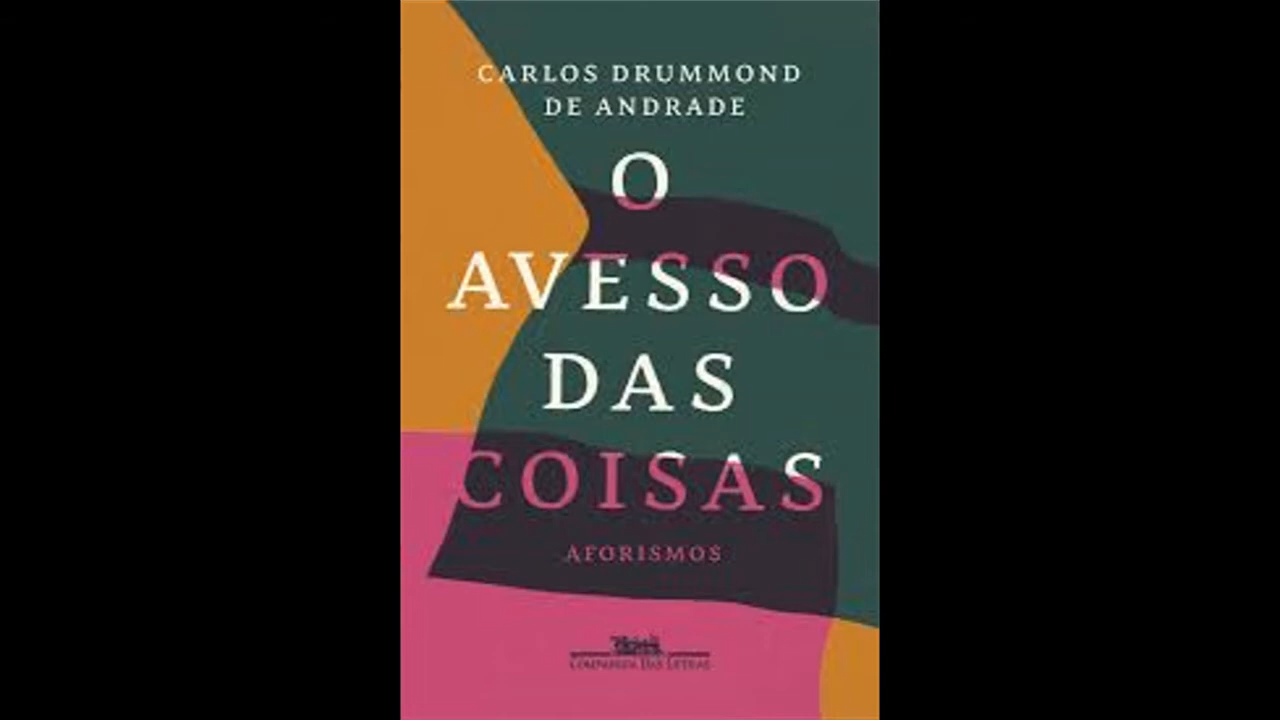 CARLOS DRUMMOND
DE ANDRADE
O
AVESSO
DAS
COISAS
AFORISMOS
COMPANHIA DAS LETRAS